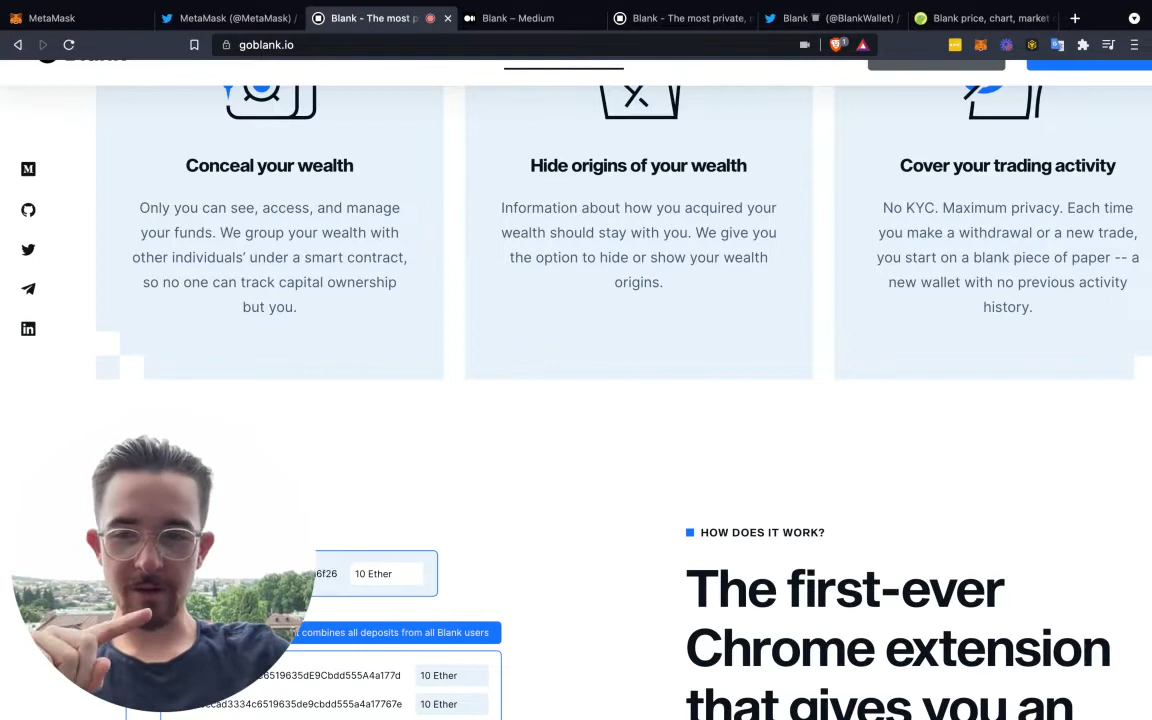 MetaMask
MetaMask (@MetaMask) /
Blank - The most p
Blank – Medium
Blank - The most private,
Blank (@BlankWallet) /
Blank price, chart, market
goblank.io
1
Conceal your wealth
Only you can see, access, and manage
your funds. We group your wealth with
other individuals’ under a smart contract,
so no one can track capital ownership
but you.
Hide origins of your wealth
Information about how you acquired your
wealth should stay with you. We give you
the option to hide or show your wealth
origins.
Cover your trading activity
No KYC. Maximum privacy. Each time
you make a withdrawal or a new trade,
you start on a blank piece of paper -- a
new wallet with no previous activity
history.
6f26
10 Ether
t combines all deposits from all Blank users
6519635dE9Cbdd555A4a177d
10 Ether
cad3334c6519635de9cbdd555a4a17767e
10 Ether
HOW DOES IT WORK?
The first-ever
Chrome extension
that gives you an